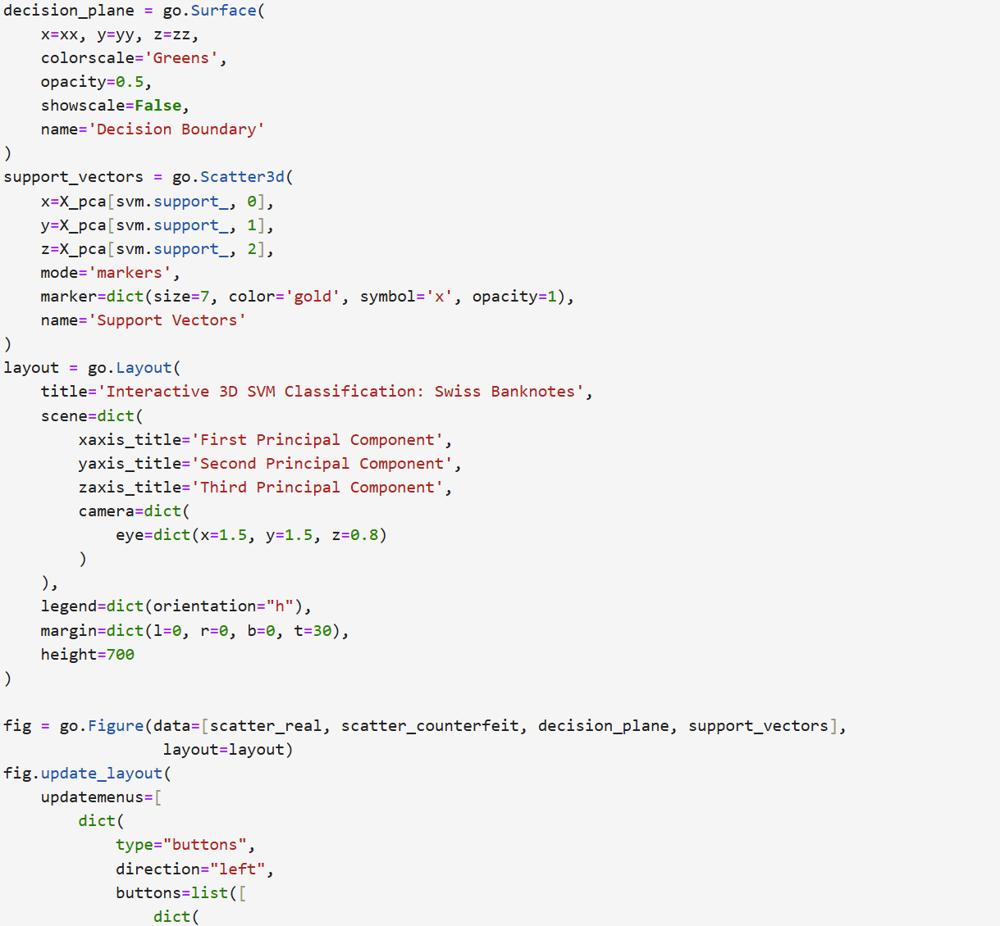 decision_plane = go.Surface(
    x=xx, y=yy, z=zz,
    colorscale='Greens',
    opacity=0.5,
    showscale=False,
    name='Decision Boundary'
)
support_vectors = go.Scatter3d(
    x=X_pca[svm.support_, 0],
    y=X_pca[svm.support_, 1],
    z=X_pca[svm.support_, 2],
    mode='markers',
    marker=dict(size=7, color='gold', symbol='x', opacity=1),
    name='Support Vectors'
)
layout = go.Layout(
    title='Interactive 3D SVM Classification: Swiss Banknotes',
    scene=dict(
        xaxis_title='First Principal Component',
        yaxis_title='Second Principal Component',
        zaxis_title='Third Principal Component',
        camera=dict(
            eye=dict(x=1.5, y=1.5, z=0.8)
        )
    ),
    legend=dict(orientation="h"),
    margin=dict(l=0, r=0, b=0, t=30),
    height=700
)

fig = go.Figure(data=[scatter_real, scatter_counterfeit, decision_plane, support_vectors],
                 layout=layout)
fig.update_layout(
    updatemenus=[
        dict(
            type="buttons",
            direction="left",
            buttons=list([
                dict(